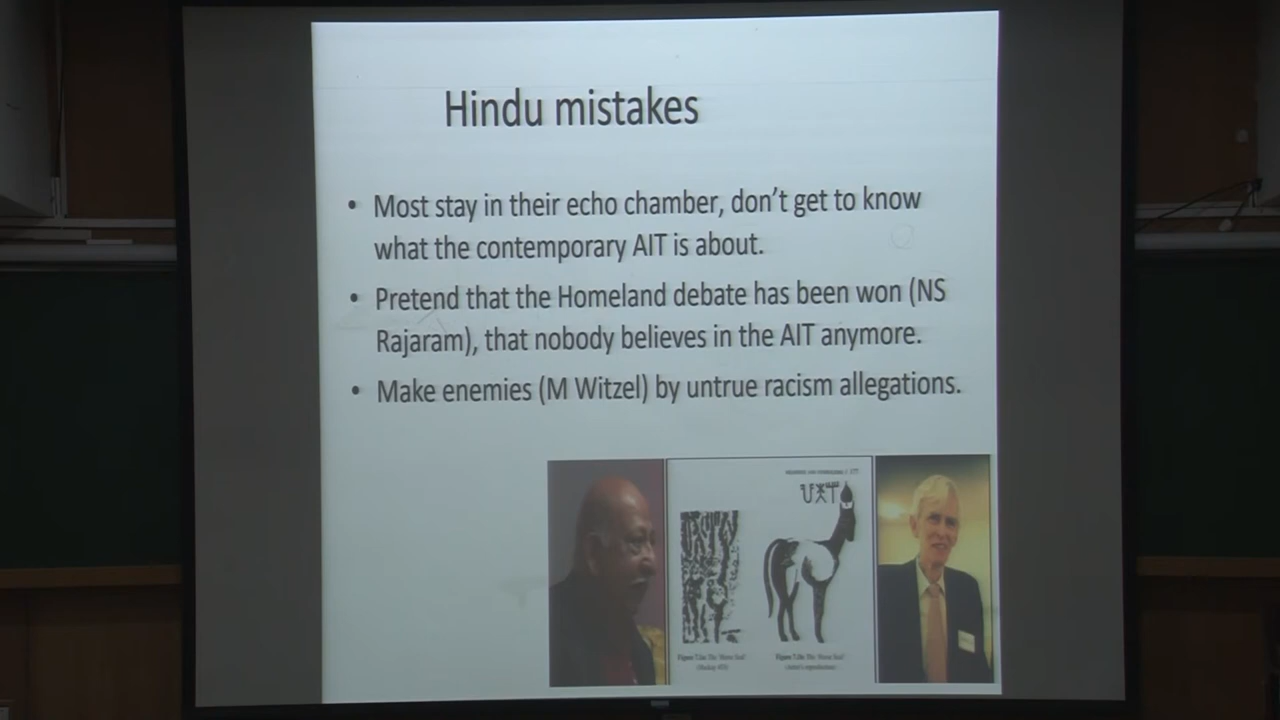 Hindu mistakes
• Most stay in their echo chamber, don't get to know
what the contemporary AIT is about.
• Pretend that the Homeland debate has been won (NS
Rajaram), that nobody believes in the AIT anymore.
• Make enemies (M Witzel) by untrue racism allegations.